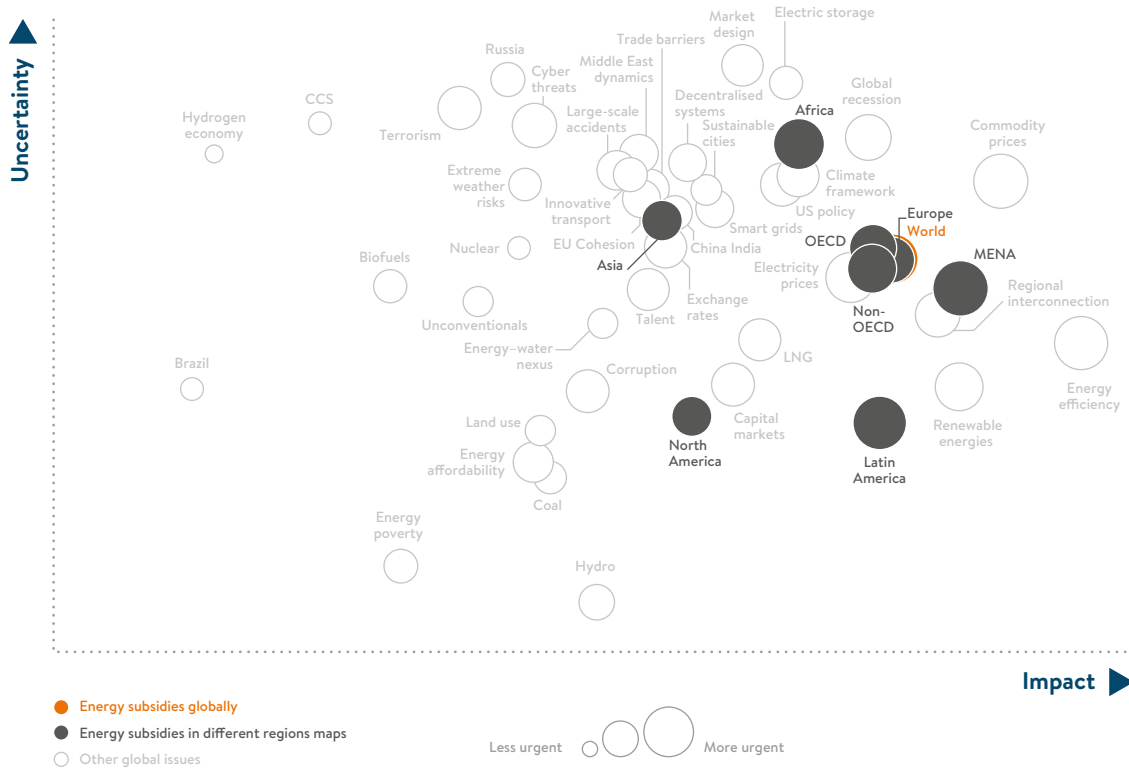 Uncertainty
Electric storage
Market
design
Trade barriers
Russia
Middle East
dynamics
Cyber
threats
Global
recession
CCS
Decentralised
systems
Africa
Large-scale
accidents
Hydrogen
economy
Terrorism
Sustainable
cities
Commodity
prices
Extreme
weather
risks
Climate
framework
Innovative
transport
US policy
Europe
World
Smart grids
OECD
EU Cohesion
China India
Nuclear
MENA
Biofuels
Asia
Electricity
prices
Regional
interconnection
Exchange
rates
Non-
OECD
Talent
Unconventionals
Energy–water
nexus
LNG
Brazil
Corruption
Energy
efficiency
Land use
Capital
markets
Renewable
energies
North
America
Energy
affordability
Latin
America
Coal
Energy
poverty
Hydro
Impact
Energy subsidies globally
Energy subsidies in different regions maps
Other global issues
Less urgent
More urgent